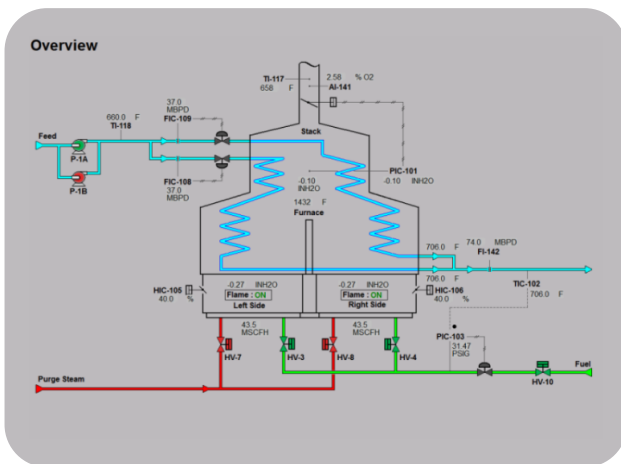 Overview
TI-117
658 F
2.58 % O2
AI-141
Stack
37.0
MBPD
FIC-109
660.0 F
TI-118
Feed
P-1A
P-1B
FIC-108
37.0
MBPD
PIC-101
-0.10
INH2O
-0.10 INH2O
1432 F
Furnace
706.0 F
74.0 MBPD
FI-142
706.0 F
TIC-102
706.0 F
HIC-105
40.0 %
-0.27 INH2O
Flame : ON
Left Side
-0.27 INH2O
Flame : ON
Right Side
HIC-106
40.0 %
43.5
MSCFH
43.5
MSCFH
HV-7
HV-3
HV-8
HV-4
PIC-103
31.47
PSIG
Purge Steam
Fuel
HV-10